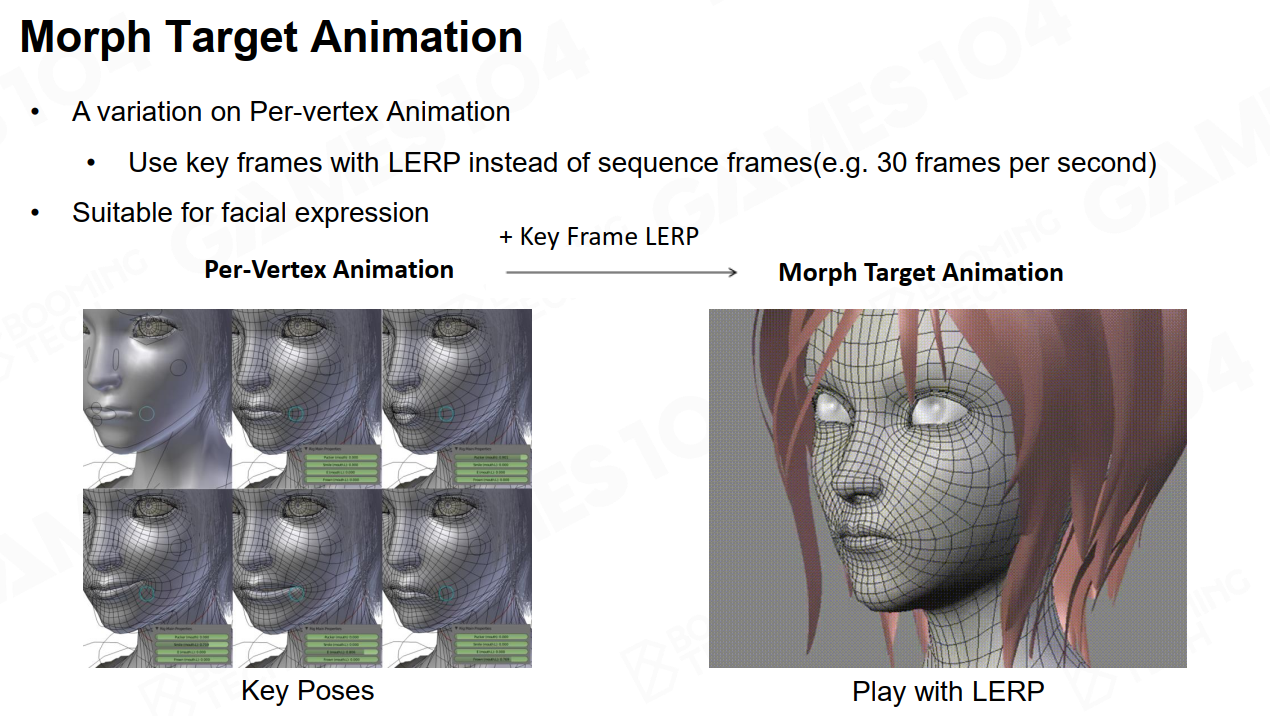 Morph Target Animation
• A variation on Per-vertex Animation
• Use key frames with LERP instead of sequence frames(e.g. 30 frames per second)
• Suitable for facial expression
+ Key Frame LERP
Per-Vertex Animation
Morph Target Animation
Key Poses
Play with LERP
GAMES104
BOOMING
TECH